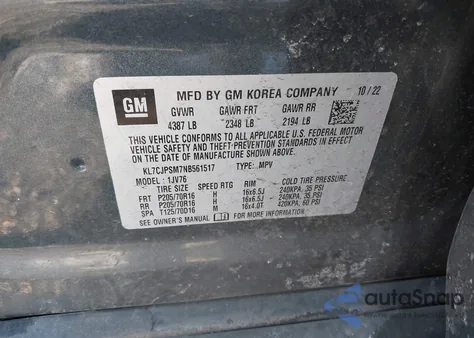 GM
MFD BY GM KOREA COMPANY 10/22
GVWR GAWR FRT GAWR RR
4387 LB 2348 LB 2194 LB
THIS VEHICLE CONFORMS TO ALL APPLICABLE U.S. FEDERAL MOTOR
VEHICLE SAFETY, BUMPER, AND THEFT PREVENTION STANDARDS IN
EFFECT ON THE DATE OF MANUFACTURE SHOWN ABOVE.
KL7CJPSM7NB561517 TYPE: MPV
MODEL: 1JV76
TIRE SIZE SPEED RTG RIM COLD TIRE PRESSURE
FRT P205/70R16 H 16x6.5J 240KPA, 35 PSI
RR P205/70R16 H 16x6.5J 240KPA, 35 PSI
SPA T125/70D16 M 16x4.0T 420KPA, 60 PSI
SEE OWNER'S MANUAL FOR MORE INFORMATION.
autoSnap